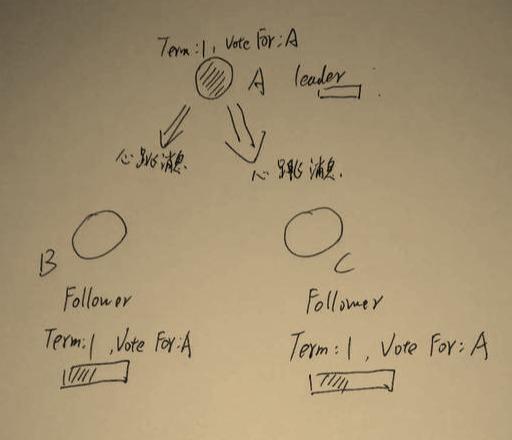 Term:1, Vote For:A
A leader
心跳消息
心跳消息.
B
C
Follower
Follower
Term:1, Vote For:A
Term:1, Vote For:A